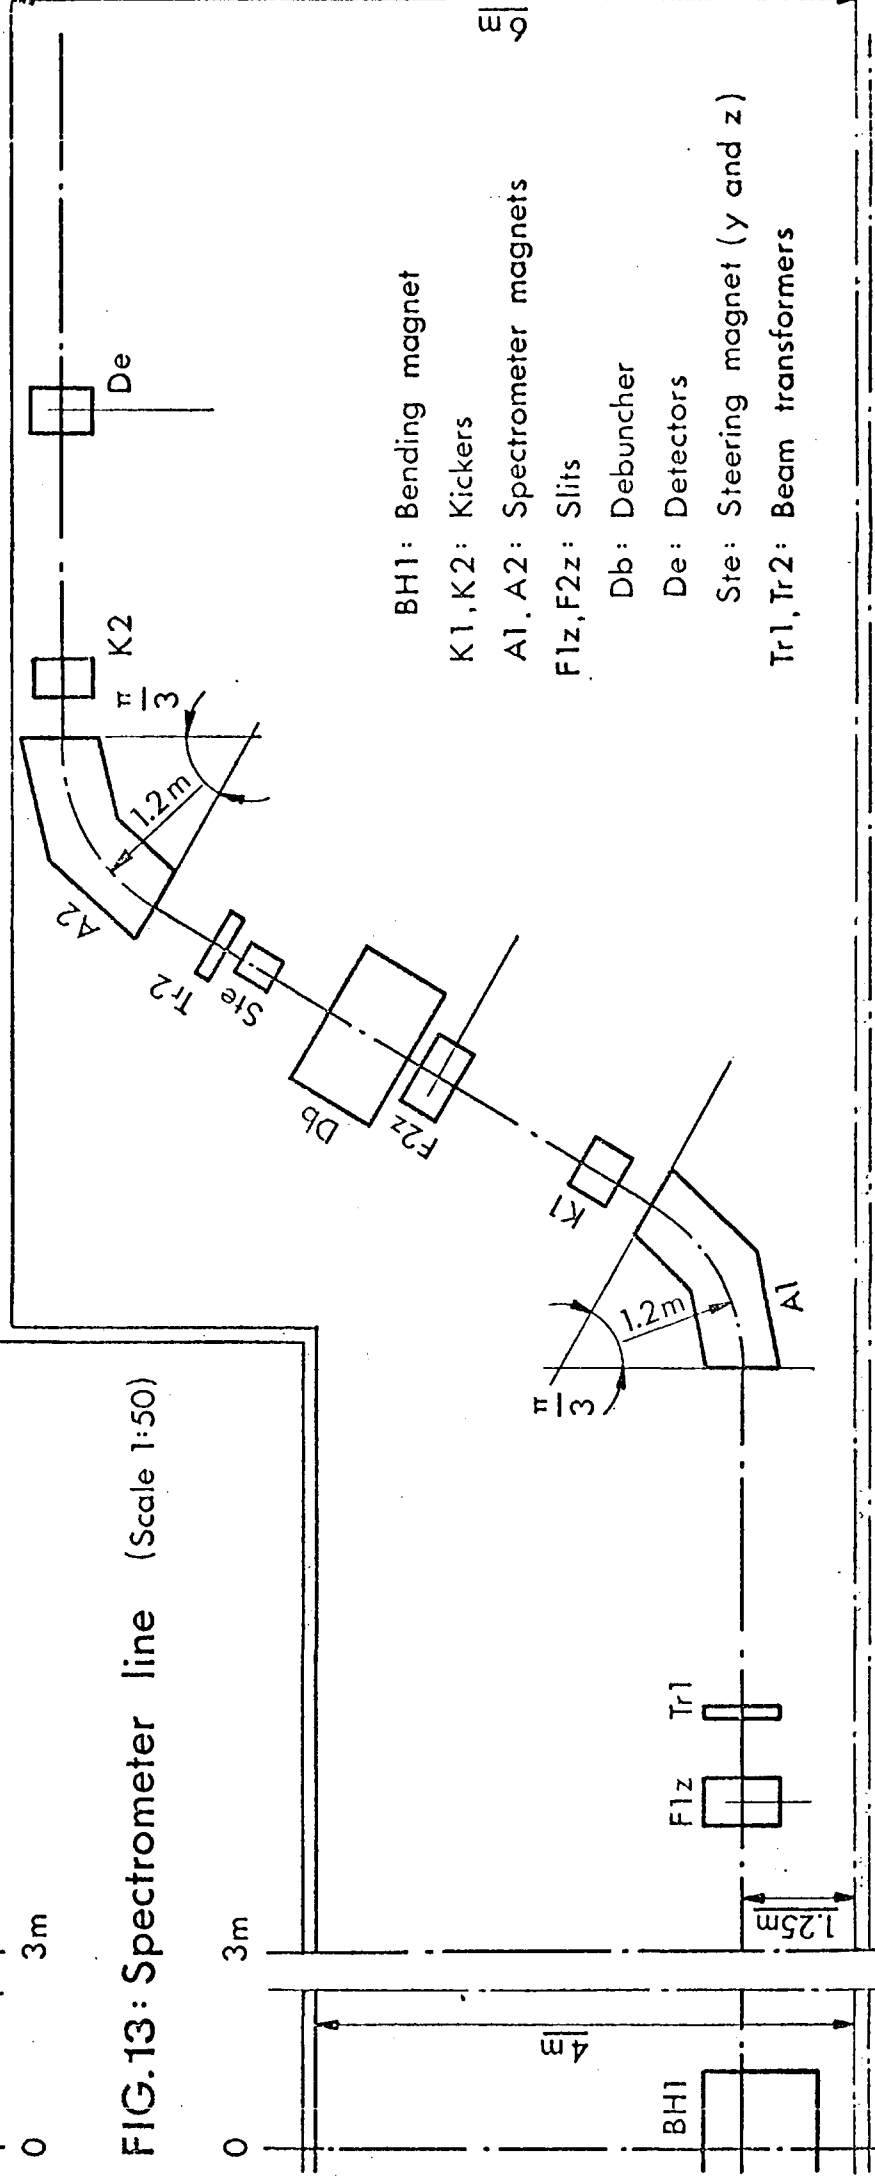 FIG.13: Spectrometer line (Scale 1:50)
0
3m
0
3m
4m
1.25m
6m
BH1
F1z
Tr1
π/3
1.2m
A1
K1
F2z
Db
Ste
Tr2
A2
1.2m
π/3
K2
De
BH1: Bending magnet
K1,K2: Kickers
A1,A2: Spectrometer magnets
F1z,F2z: Slits
Db: Debuncher
De: Detectors
Ste: Steering magnet (y and z)
Tr1,Tr2: Beam transformers